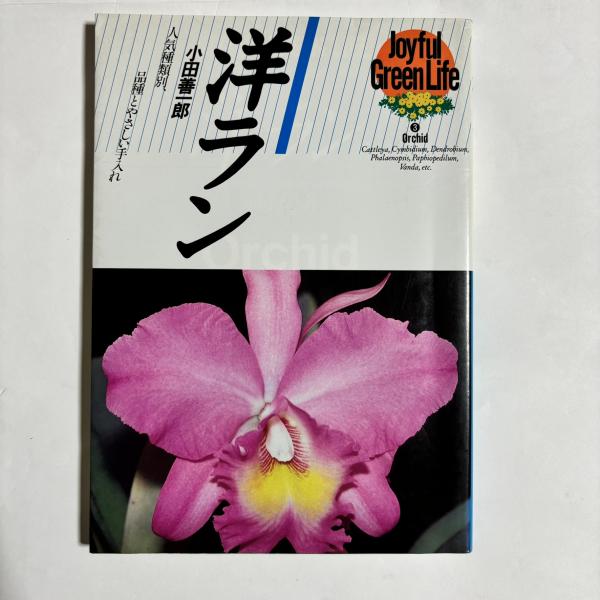 洋ラン
小田善一郎
人気種類別、
品種とやさしい手入れ
Joyful
Green Life
3
Orchid
Cattleya, Cymbidium, Dendrobium,
Phalaenopsis, Paphiopedilum,
Vanda, etc.
Orchid